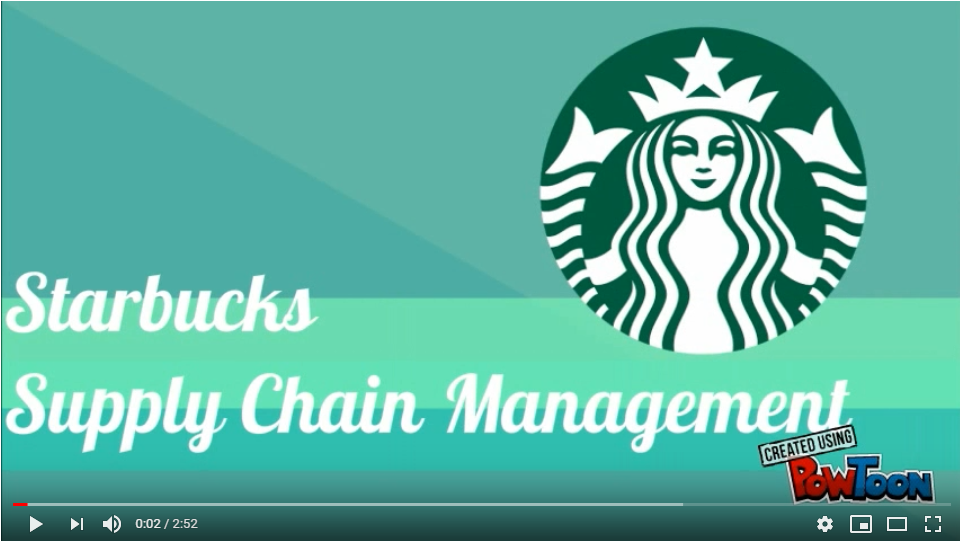 Starbucks
Supply Chain Management
CREATED USING
POWTOON
0:02 / 2:52